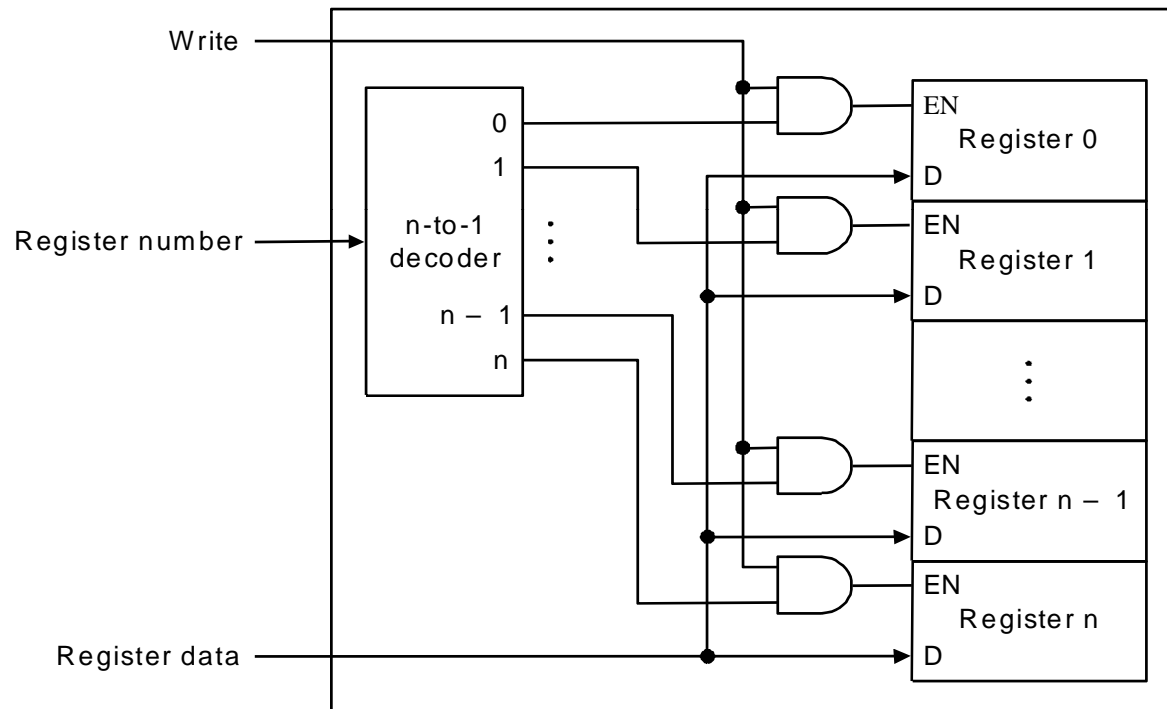 Write
0
1
n-to-1
decoder
n – 1
n
Register number
Register data
EN
Register 0
D
EN
Register 1
D
EN
Register n – 1
D
EN
Register n
D